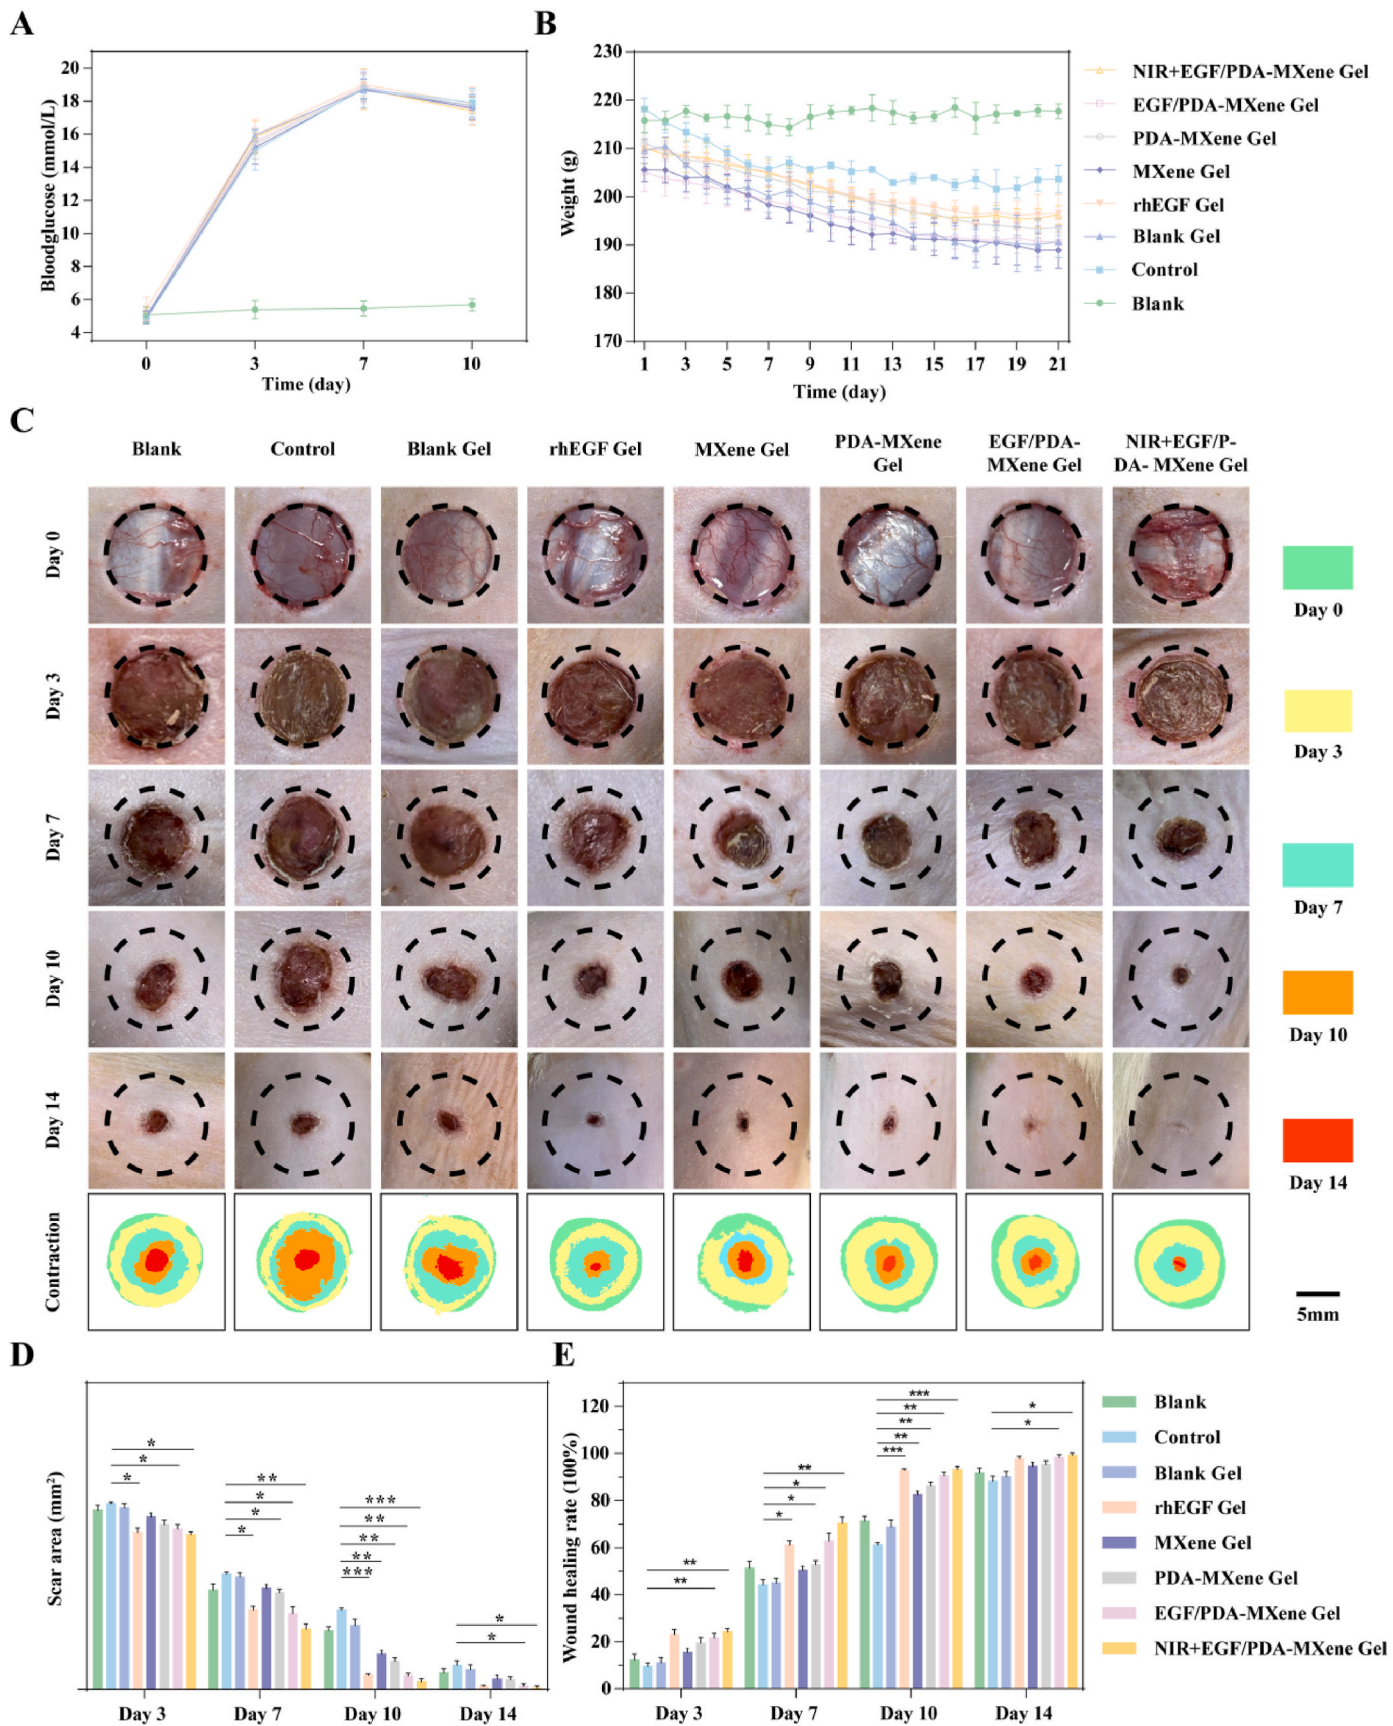 A
B
20
18
16
14
12
10
8
6
4
Bloodglucose (mmol/L)
0
3
7
10
Time (day)
230
220
210
200
190
180
170
Weight (g)
1
3
5
7
9
11
13
15
17
19
21
Time (day)
NIR+EGF/PDA-MXene Gel
EGF/PDA-MXene Gel
PDA-MXene Gel
MXene Gel
rhEGF Gel
Blank Gel
Control
Blank
C
Blank
Control
Blank Gel
rhEGF Gel
MXene Gel
PDA-MXene
Gel
EGF/PDA-
MXene Gel
NIR+EGF/P-
DA- MXene Gel
Day 0
Day 3
Day 7
Day 10
Day 14
Contraction
Day 0
Day 3
Day 7
Day 10
Day 14
5mm
D
Scar area (mm²)
*
*
*
**
*
*
*
***
**
**
**
***
*
*
Day 3
Day 7
Day 10
Day 14
E
Wound healing rate (100%)
120
100
80
60
40
20
0
**
**
**
*
*
*
***
**
**
**
***
*
*
Day 3
Day 7
Day 10
Day 14
Blank
Control
Blank Gel
rhEGF Gel
MXene Gel
PDA-MXene Gel
EGF/PDA-MXene Gel
NIR+EGF/PDA-MXene Gel